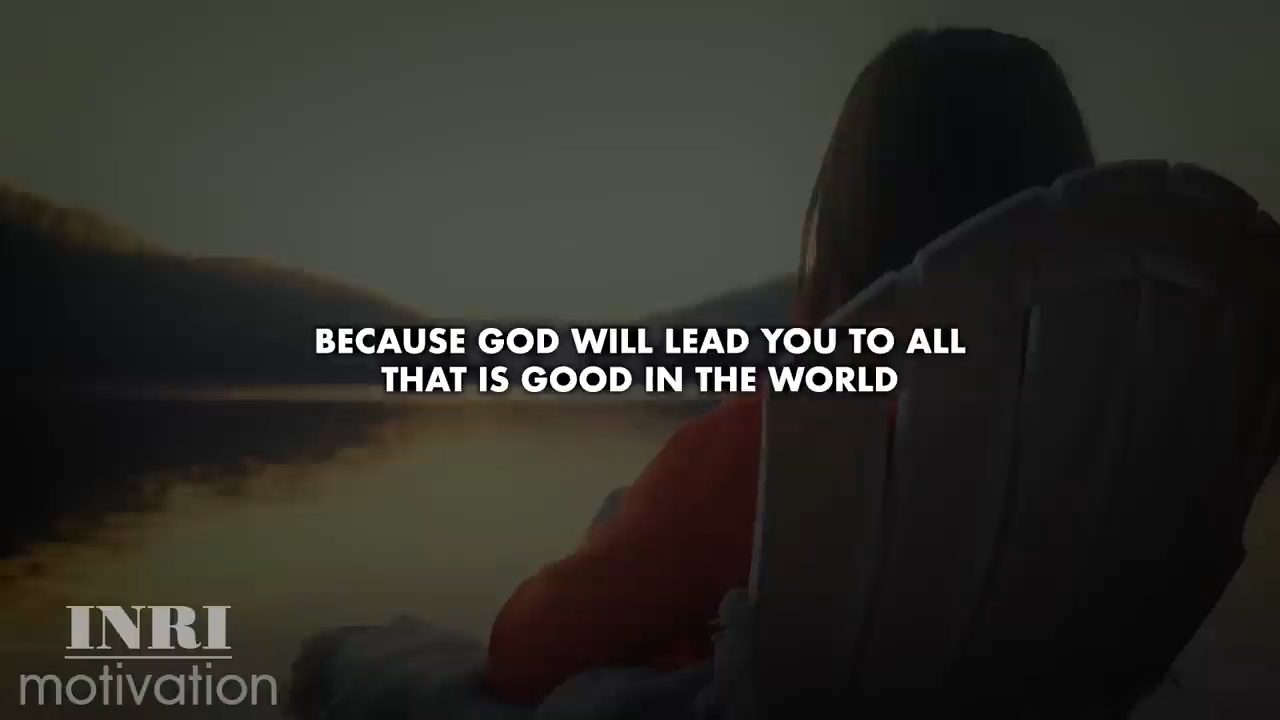 BECAUSE GOD WILL LEAD YOU TO ALL
THAT IS GOOD IN THE WORLD
INRI
motivation